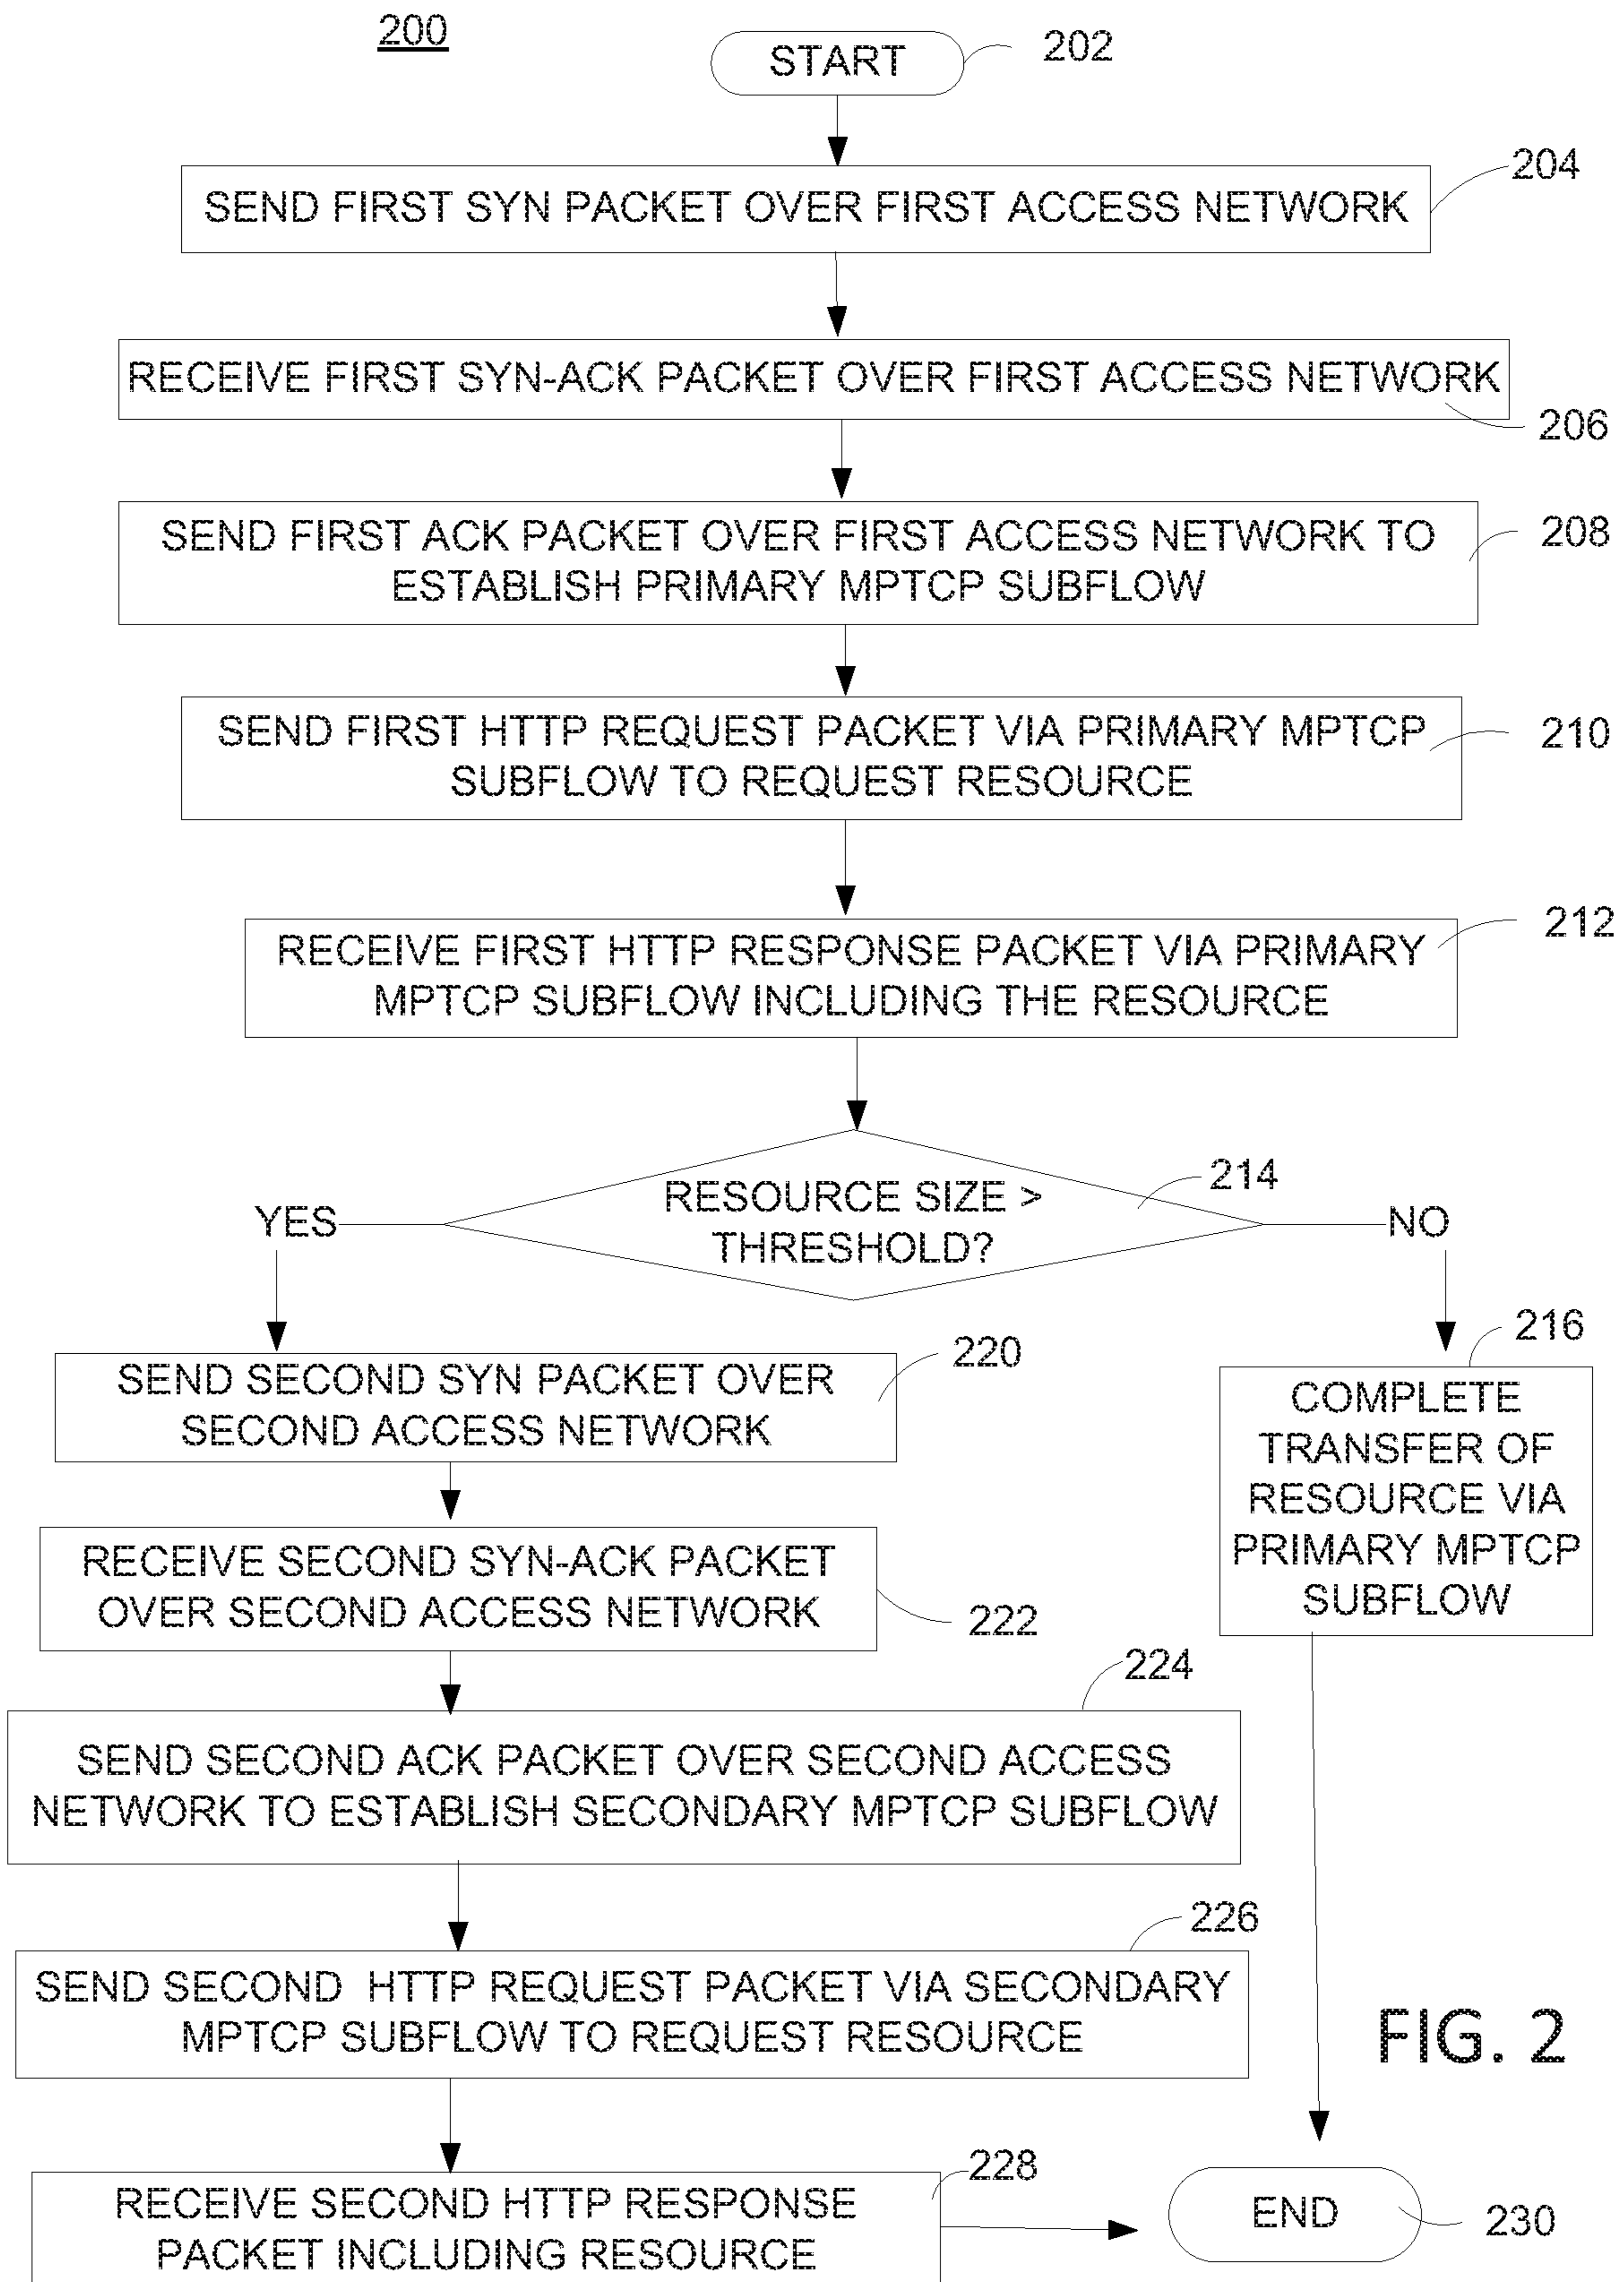 200
START
202
SEND FIRST SYN PACKET OVER FIRST ACCESS NETWORK
204
RECEIVE FIRST SYN-ACK PACKET OVER FIRST ACCESS NETWORK
206
SEND FIRST ACK PACKET OVER FIRST ACCESS NETWORK TO
ESTABLISH PRIMARY MPTCP SUBFLOW
208
SEND FIRST HTTP REQUEST PACKET VIA PRIMARY MPTCP
SUBFLOW TO REQUEST RESOURCE
210
RECEIVE FIRST HTTP RESPONSE PACKET VIA PRIMARY
MPTCP SUBFLOW INCLUDING THE RESOURCE
212
RESOURCE SIZE >
THRESHOLD?
214
YES
NO
SEND SECOND SYN PACKET OVER
SECOND ACCESS NETWORK
220
COMPLETE
TRANSFER OF
RESOURCE VIA
PRIMARY MPTCP
SUBFLOW
216
RECEIVE SECOND SYN-ACK PACKET
OVER SECOND ACCESS NETWORK
222
SEND SECOND ACK PACKET OVER SECOND ACCESS
NETWORK TO ESTABLISH SECONDARY MPTCP SUBFLOW
224
SEND SECOND HTTP REQUEST PACKET VIA SECONDARY
MPTCP SUBFLOW TO REQUEST RESOURCE
226
RECEIVE SECOND HTTP RESPONSE
PACKET INCLUDING RESOURCE
228
END
230
FIG. 2